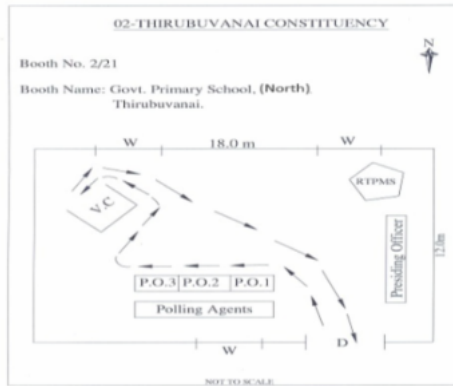 02-THIRUBUVANAI CONSTITUENCY
N
Booth No. 2/21
Booth Name: Govt. Primary School, (North)
Thirubuvanai.
W 18.0 m W
RTPMS
V.C
Presiding Officer
12.0m
P.O.3 P.O.2 P.O.1
Polling Agents
W
D
NOT TO SCALE